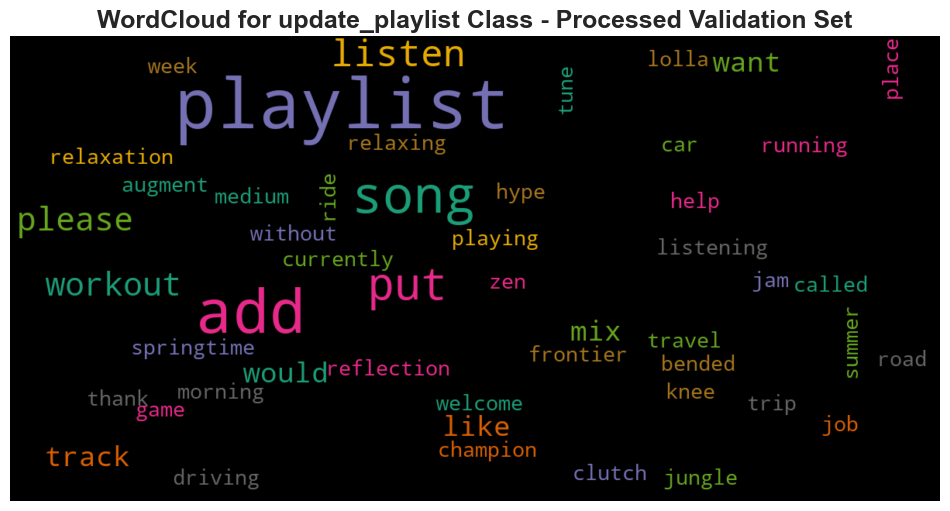 WordCloud for update_playlist Class - Processed Validation Set
listen
week
lolla
want
place
playlist
tune
relaxing
car
running
relaxation
augment
medium
ride
song
hype
help
please
without
playing
listening
currently
workout
put
zen
jam
called
add
mix
travel
summer
springtime
frontier
bended
road
would
reflection
thank
morning
game
welcome
knee
trip
like
job
champion
track
driving
clutch
jungle